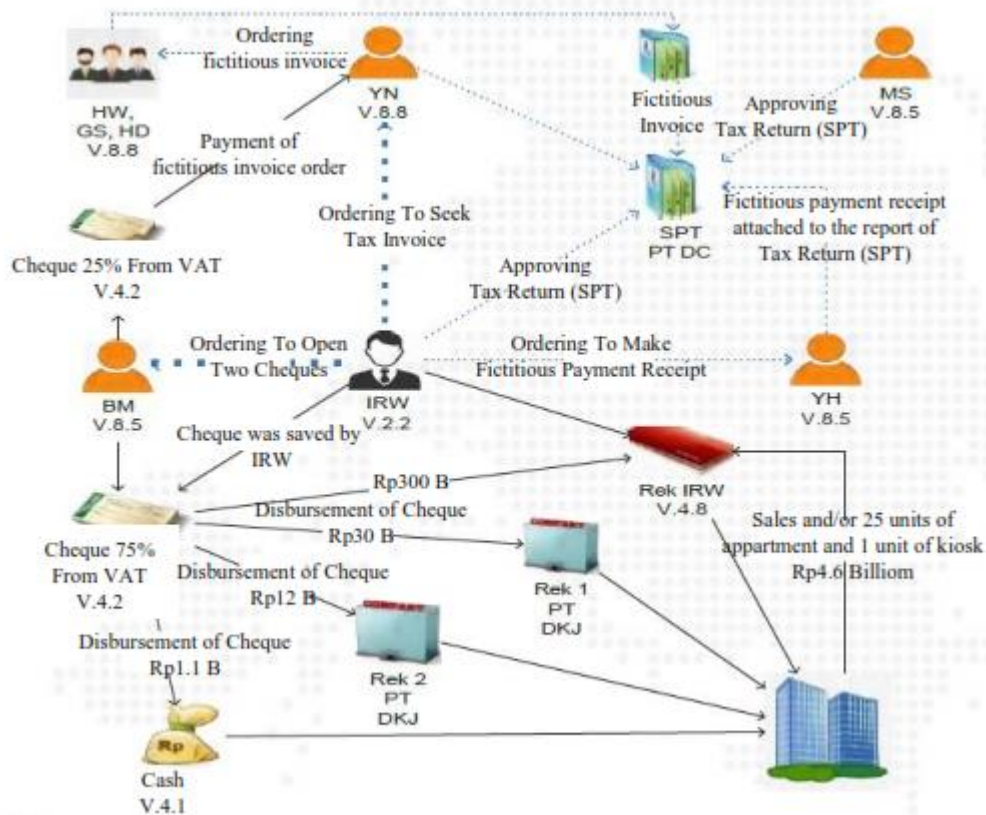 Ordering
fictitious invoice
HW,
GS, HD
V.8.8
YN
V.8.8
Fictitious
Invoice
MS
V.8.5
Approving
Tax Return (SPT)
Payment of
fictitious invoice order
Cheque 25% From VAT
V.4.2
Ordering To Seek
Tax Invoice
SPT
PT DC
Fictitious payment receipt
attached to the report of
Tax Return (SPT)
Approving
Tax Return (SPT)
Ordering To Open
Two Cheques
BM
V.8.5
IRW
V.2.2
Ordering To Make
Fictitious Payment Receipt
YH
V.8.5
Cheque was saved by
IRW
Rp300 B
Disbursement of Cheque
Rp30 B
Rek IRW
V.4.8
Sales and/or 25 units of
appartment and 1 unit of kiosk
Rp4.6 Billiom
Cheque 75%
From VAT
V.4.2
Disbursement of Cheque
Rp12 B
COMPANY
Rek 1
PT
DKJ
Disbursement of Cheque
Rp1.1 B
COMPANY
Rek 2
PT
DKJ
Rp
Cash
V.4.1